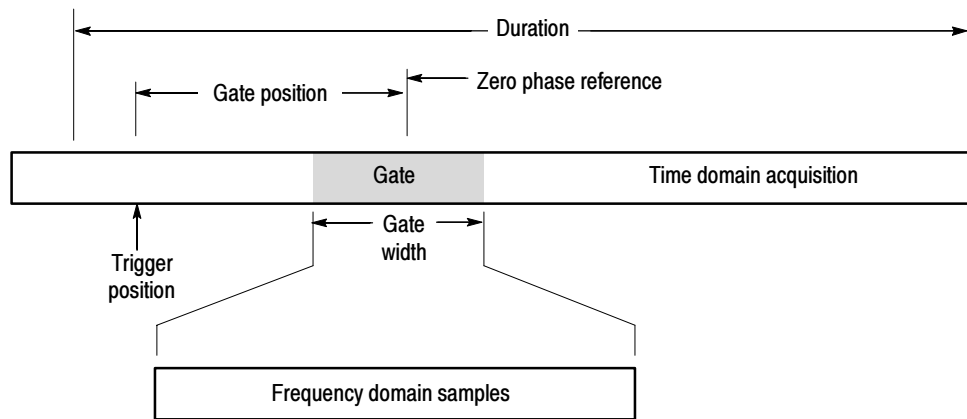 Duration
Zero phase reference
Gate position
Gate
Time domain acquisition
Gate
width
Trigger
position
Frequency domain samples